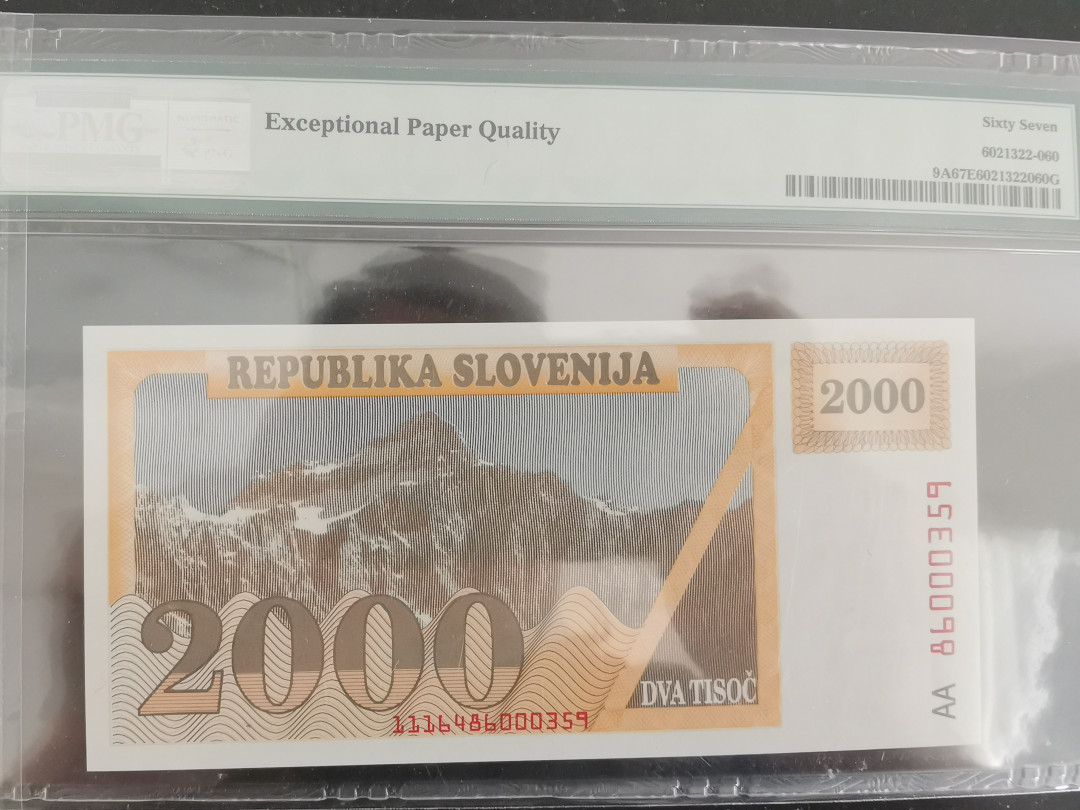 PMG
Exceptional Paper Quality
Sixty Seven
6021322-060
9A67E6021322060G
REPUBLIKA SLOVENIJA
2000
2000
DVA TISOČ
1116486000359
AA 86000359